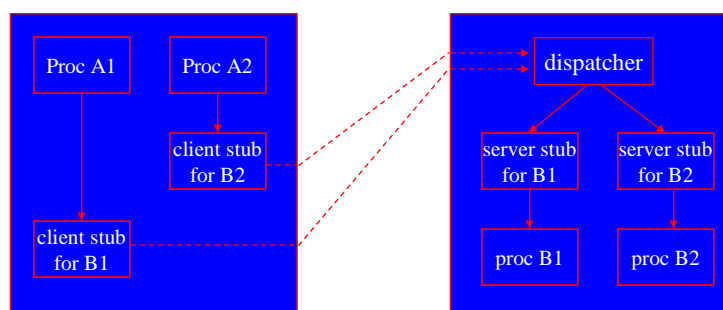 Proc A1
Proc A2
dispatcher
client stub
for B2
server stub
for B1
server stub
for B2
client stub
for B1
proc B1
proc B2